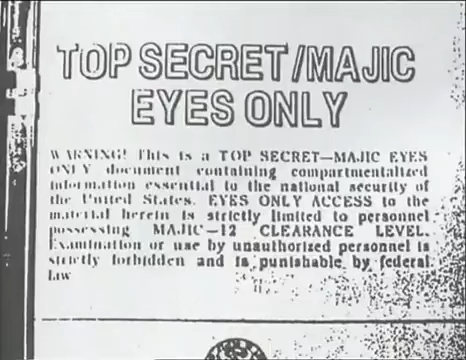 TOP SECRET/MAJIC
EYES ONLY
WARNING! This is a TOP SECRET—MAJIC EYES
ONLY document containing compartmentalized
information essential to the national security of
the United States. EYES ONLY ACCESS to the
material herein is strictly limited to personnel
possessing MAJIC—12 CLEARANCE LEVEL.
Examination or use by unauthorized personnel is
strictly forbidden and is punishable by federal
law